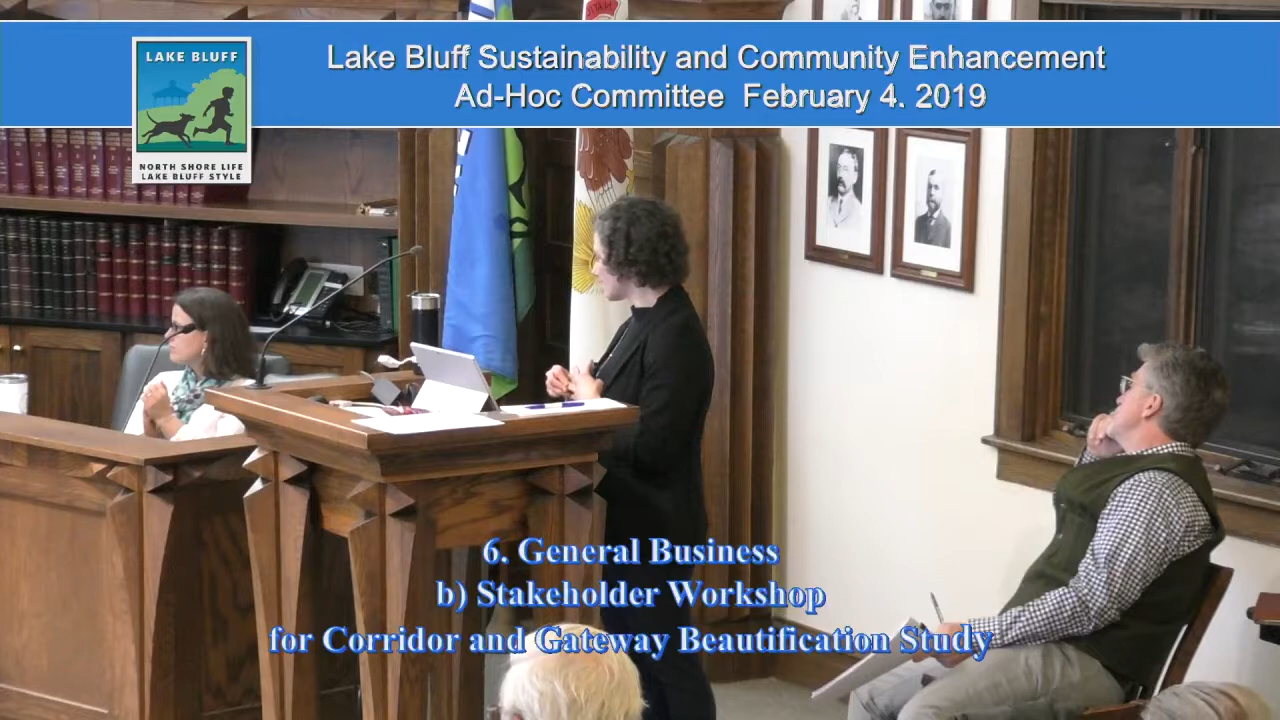 LAKE BLUFF
NORTH SHORE LIFE
LAKE BLUFF STYLE
Lake Bluff Sustainability and Community Enhancement
Ad-Hoc Committee February 4. 2019
6. General Business
b) Stakeholder Workshop
for Corridor and Gateway Beautification Study